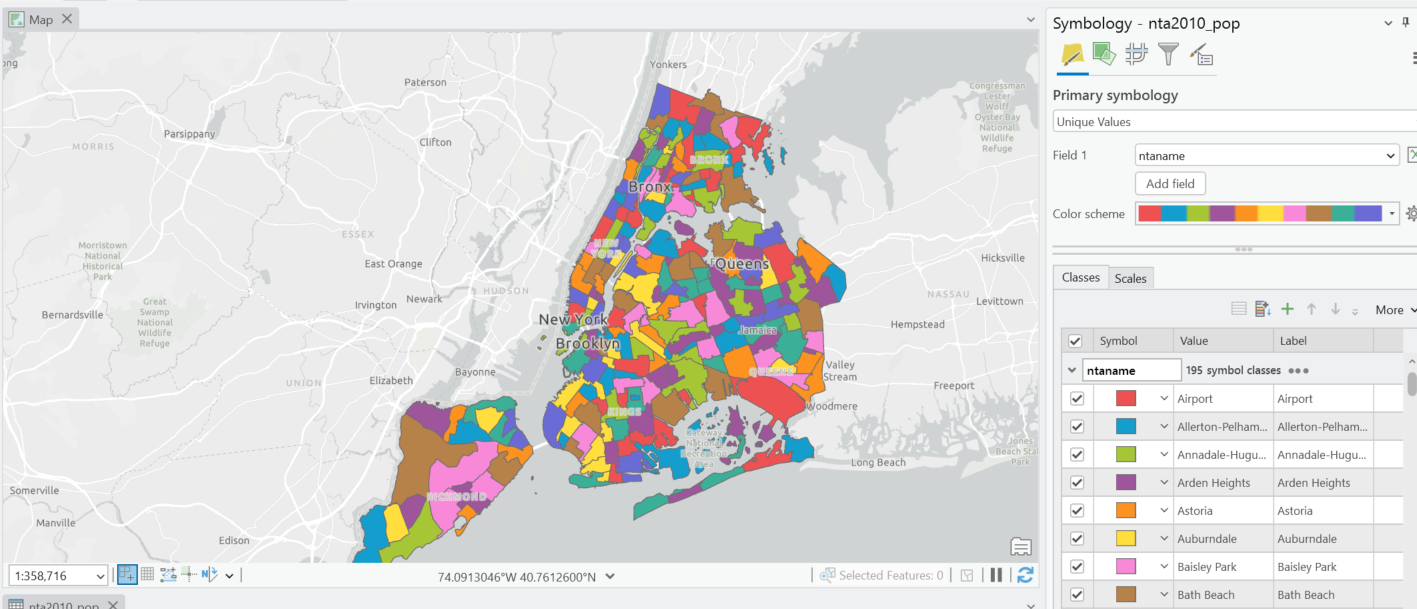 Map
Symbology - nta2010_pop
Primary symbology
Unique Values
Field 1
ntaname
Add field
Color scheme
Classes
Scales
More
Symbol
Value
Label
ntaname
195 symbol classes
Airport
Airport
Allerton-Pelham...
Allerton-Pelham...
Annadale-Hugu...
Annadale-Hugu...
Arden Heights
Arden Heights
Astoria
Astoria
Auburndale
Auburndale
Baisley Park
Baisley Park
Bath Beach
Bath Beach
Yonkers
Paterson
Congressman
Lester
Wolff
Oyster Bay
National
Wildlife
Refuge
Parsippany
Clifton
MORRIS
BRONX
Bronx
ESSEX
Morristown
National
Historical
Park
NEW
YORK
East Orange
Queens
Hicksville
HUDSON
NASSAU
Levittown
Great
Swamp
National
Wildlife
Refuge
Irvington
Newark
Bernardsville
New York
Jamaica
Hempstead
Brooklyn
UNION
Elizabeth
Bayonne
QUEENS
Valley
Stream
Freeport
Woodmere
KINGS
Gateway
National
Recreation
Area
Jones
Beach Sta
Park
Long Beach
Somerville
RICHMOND
Manville
Edison
1:358,716
N
74.0913046°W 40.7612600°N
Selected Features: 0
nta2010_pop